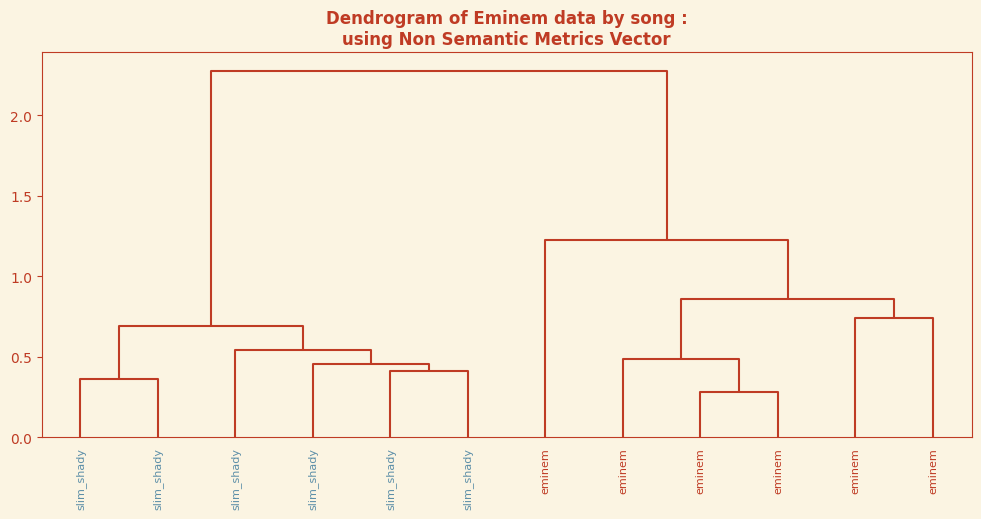 Dendrogram of Eminem data by song :
using Non Semantic Metrics Vector
2.0
1.5
1.0
0.5
0.0
slim_shady
slim_shady
slim_shady
slim_shady
slim_shady
slim_shady
eminem
eminem
eminem
eminem
eminem
eminem